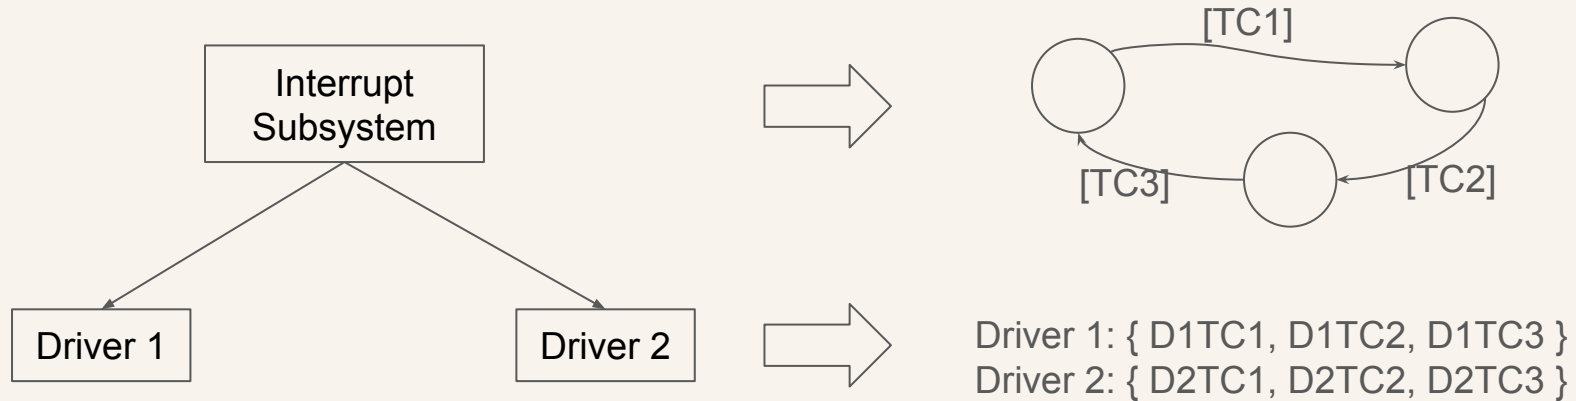 [TC1]
Interrupt
Subsystem
[TC3]
[TC2]
Driver 1
Driver 2
Driver 1: { D1TC1, D1TC2, D1TC3 }
Driver 2: { D2TC1, D2TC2, D2TC3 }